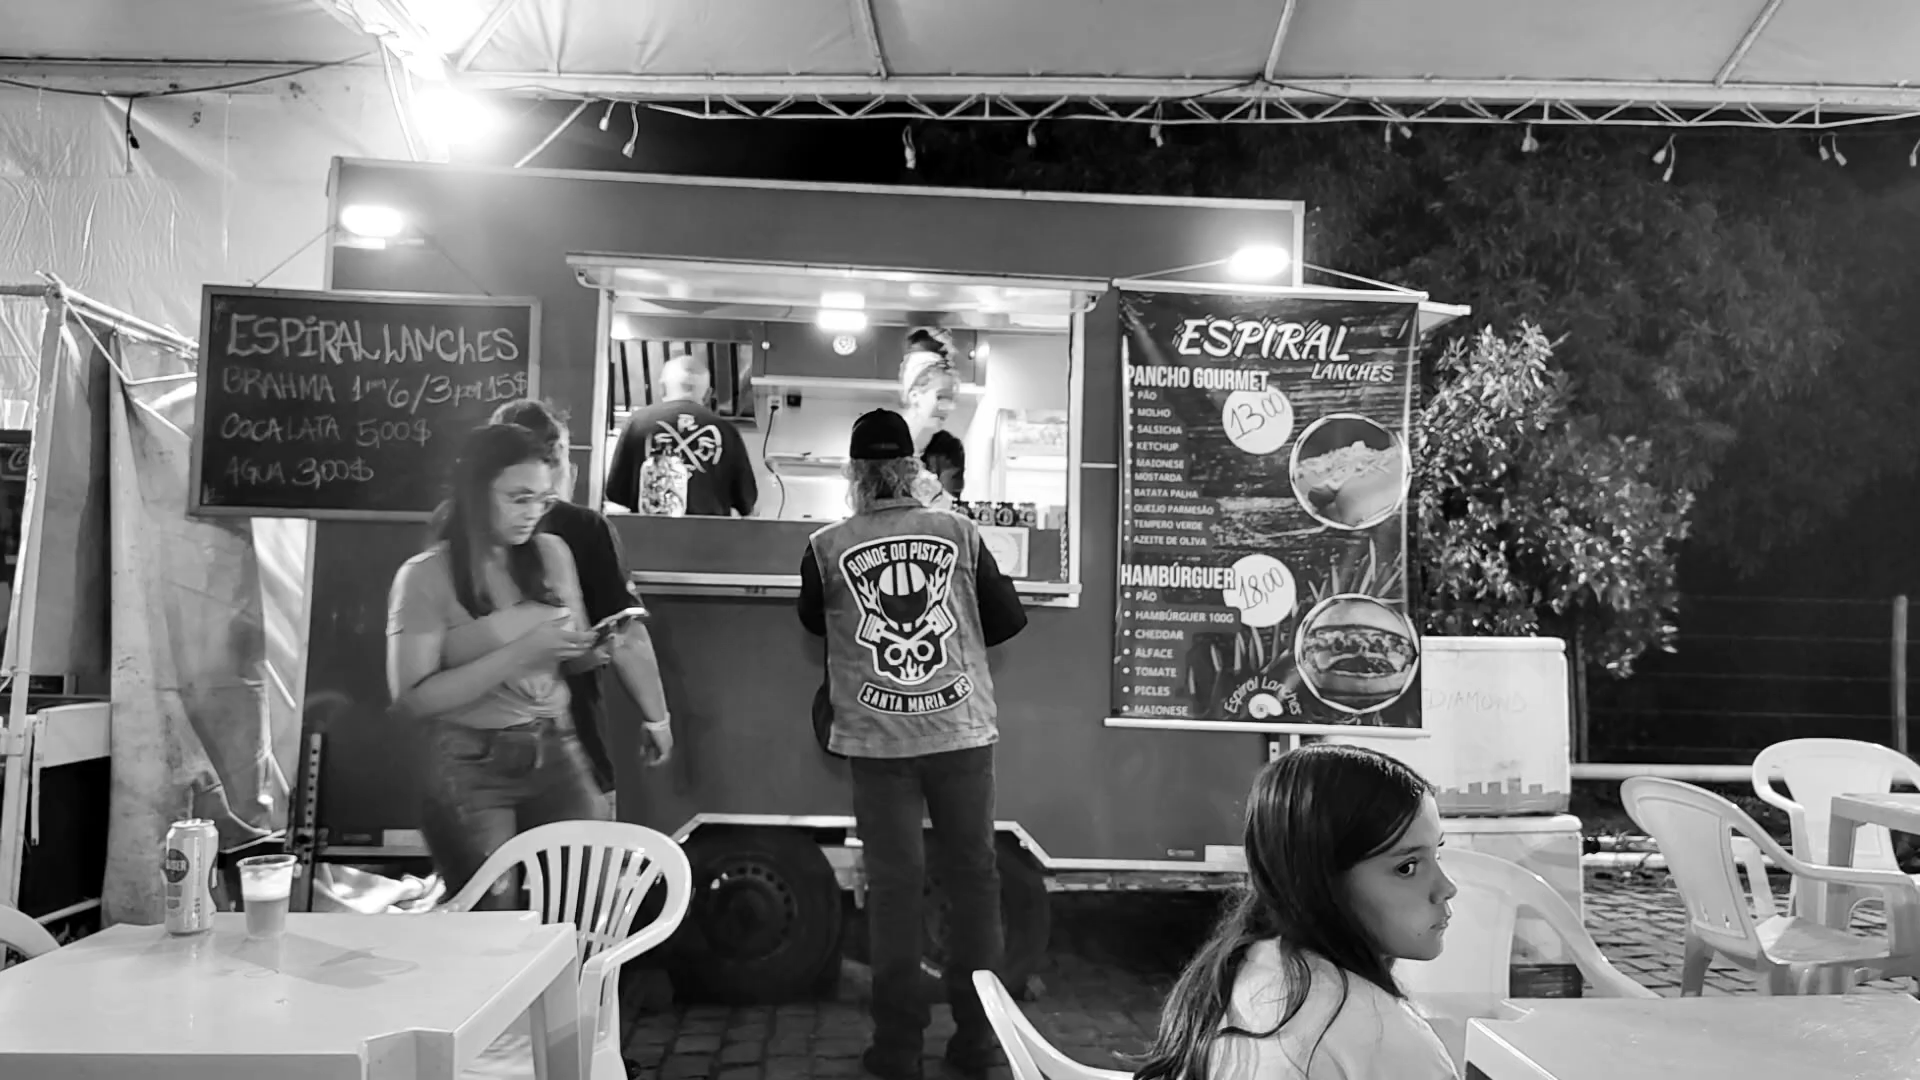 ESPIRAL LANCHES
BRAHMA 1 por 6/3 por 15$
COCA LATA 5,00$
AGUA 3,00$
ESPIRAL
LANCHES
PANCHO GOURMET
13,00
• PÃO
• MOLHO
• SALSICHA
• KETCHUP
• MAIONESE
MOSTARDA
• BATATA PALHA
• QUEIJO PARMESÃO
• TEMPERO VERDE
• AZEITE DE OLIVA
HAMBÚRGUER
18,00
• PÃO
• HAMBÚRGUER 100G
• CHEDDAR
• ALFACE
• TOMATE
• PICLES
• MAIONESE
Espiral Lanches
BONDE DO PISTÃO
SANTA MARIA - RS
DIAMOND